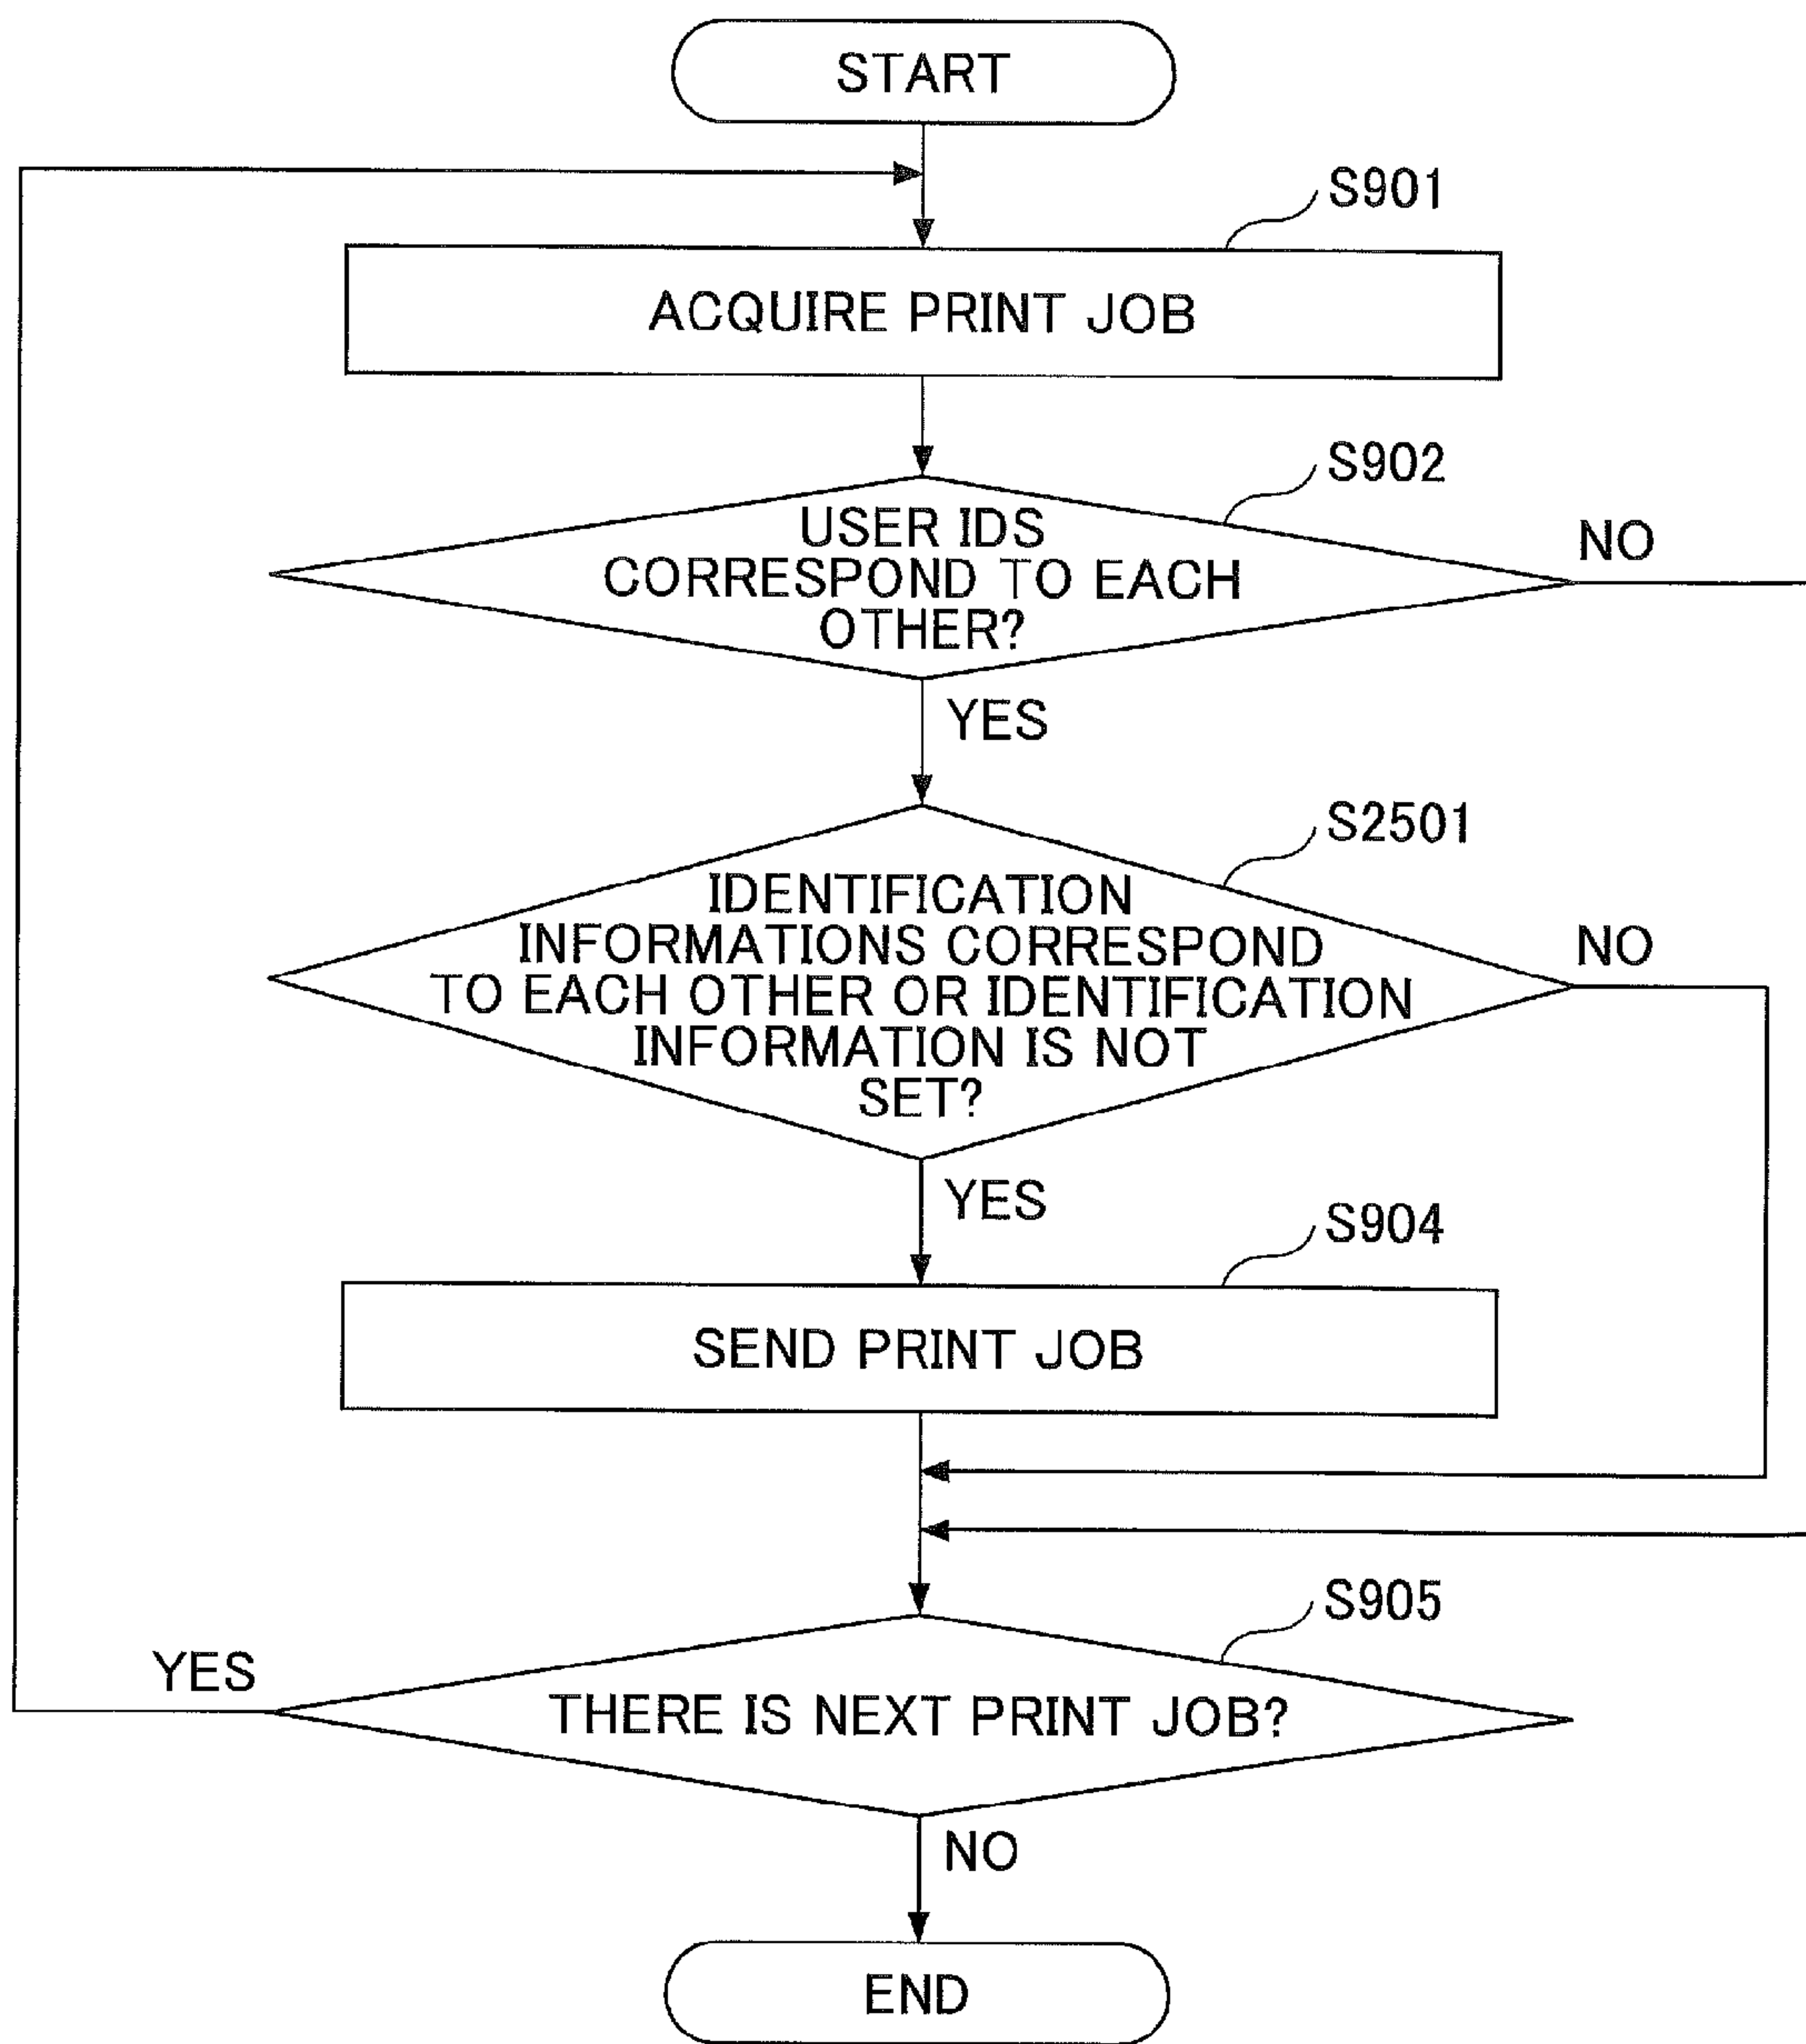 START
S901
ACQUIRE PRINT JOB
S902
USER IDS
CORRESPOND TO EACH
OTHER?
NO
YES
S2501
IDENTIFICATION
INFORMATIONS CORRESPOND
TO EACH OTHER OR IDENTIFICATION
INFORMATION IS NOT
SET?
NO
YES
S904
SEND PRINT JOB
S905
YES
THERE IS NEXT PRINT JOB?
NO
END